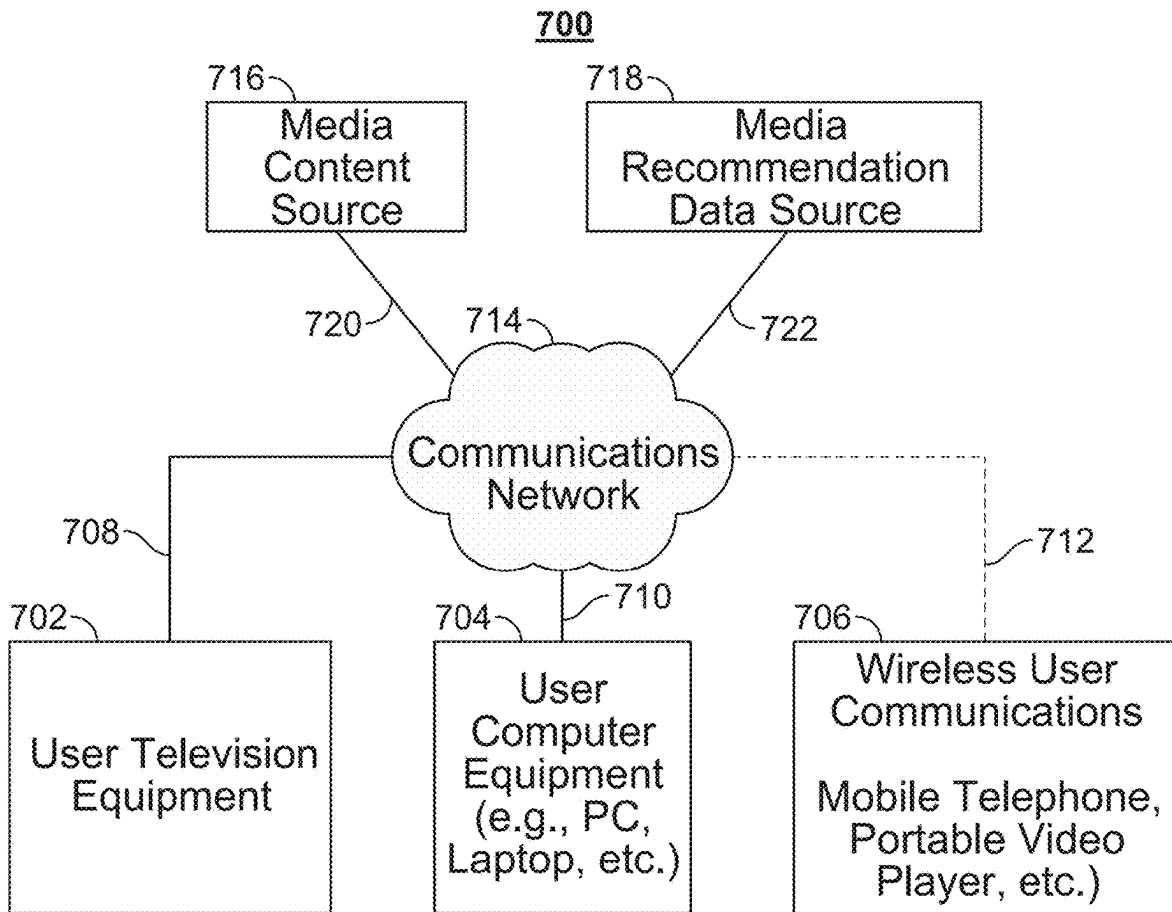 700
716
Media
Content
Source
718
Media
Recommendation
Data Source
720
722
714
Communications
Network
708
712
702
704
710
706
User Television
Equipment
User
Computer
Equipment
(e.g., PC,
Laptop, etc.)
Wireless User
Communications
Mobile Telephone,
Portable Video
Player, etc.)